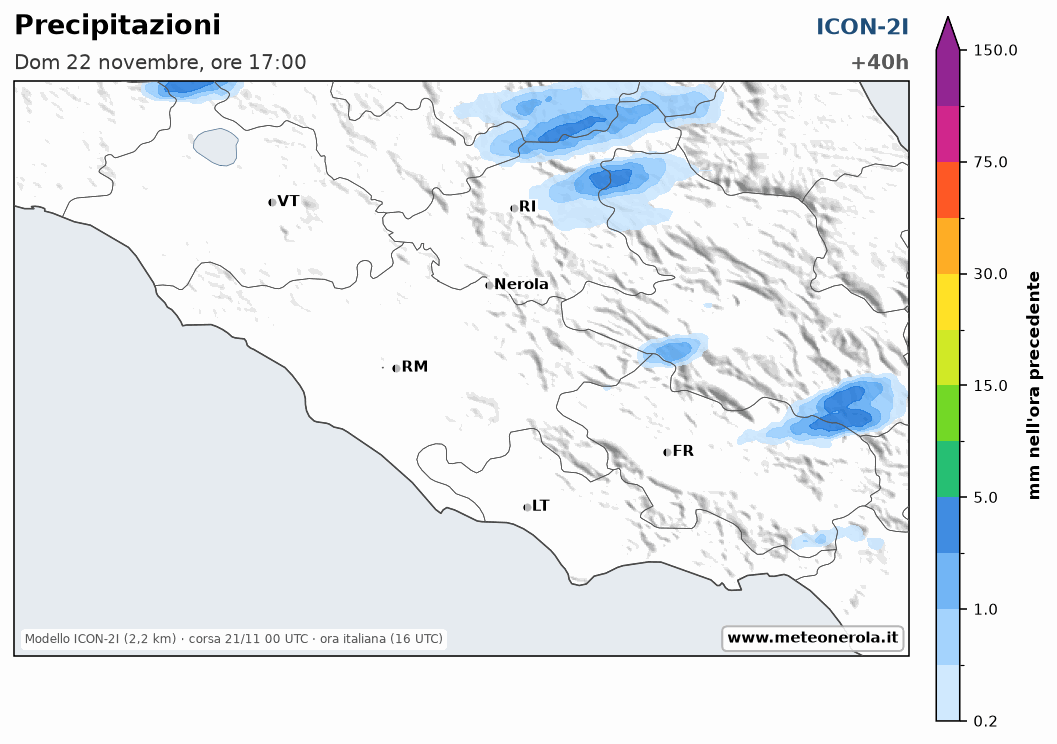 Precipitazioni
ICON-2I
Dom 22 novembre, ore 17:00
+40h
150.0
75.0
30.0
15.0
5.0
1.0
0.2
mm nell'ora precedente
VT
RI
Nerola
RM
FR
LT
Modello ICON-2I (2,2 km) · corsa 21/11 00 UTC · ora italiana (16 UTC)
www.meteonerola.it